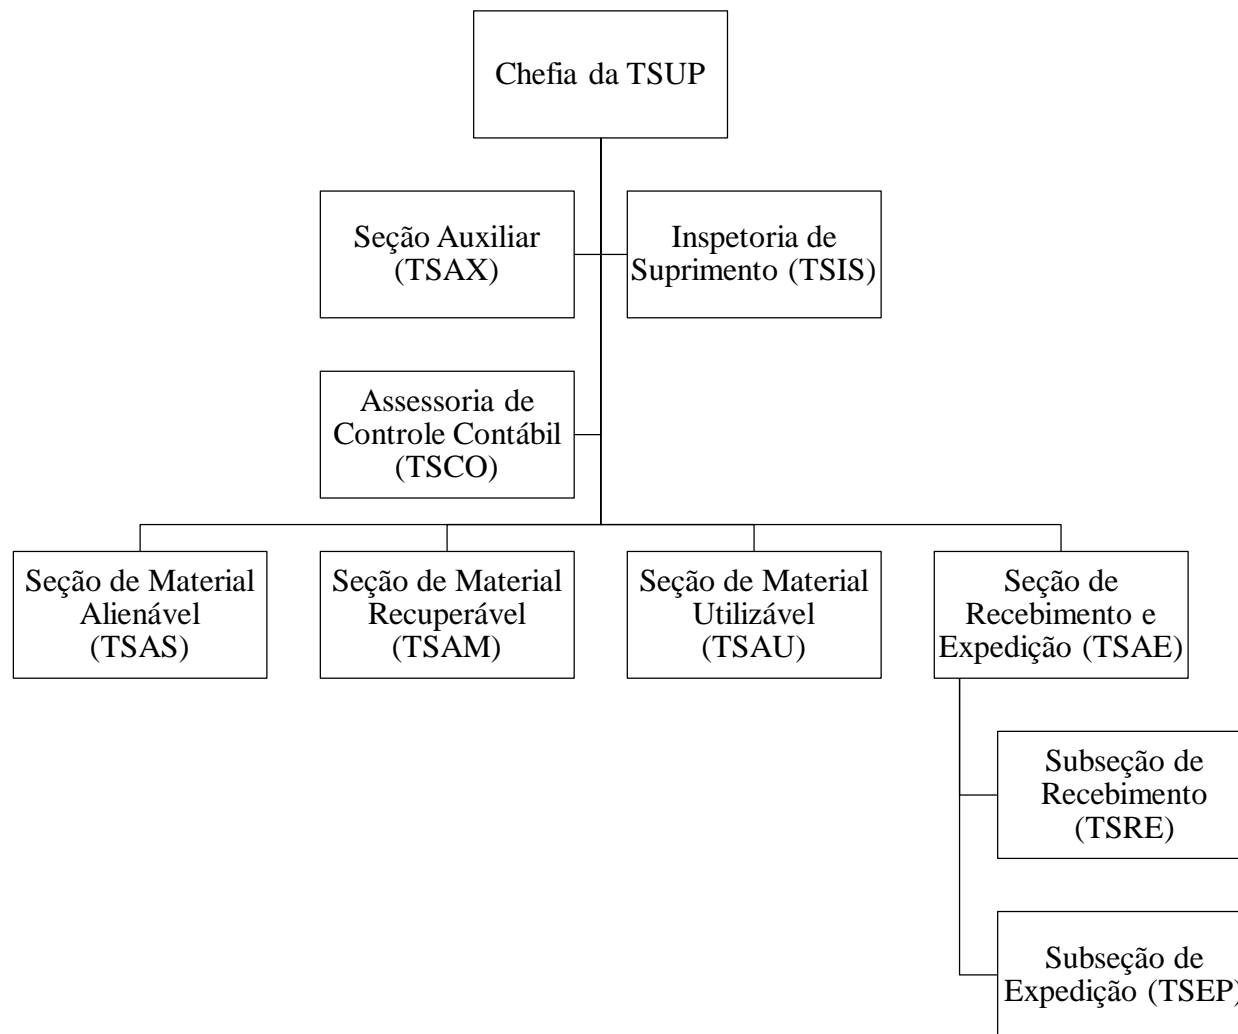 Chefia da TSUP
Seção Auxiliar
(TSAX)
Inspetoria de
Suprimento (TSIS)
Assessoria de
Controle Contábil
(TSCO)
Seção de Material
Alienável
(TSAS)
Seção de Material
Recuperável
(TSAM)
Seção de Material
Utilizável
(TSAU)
Seção de
Recebimento e
Expedição (TSAE)
Subseção de
Recebimento
(TSRE)
Subseção de
Expedição (TSEP)